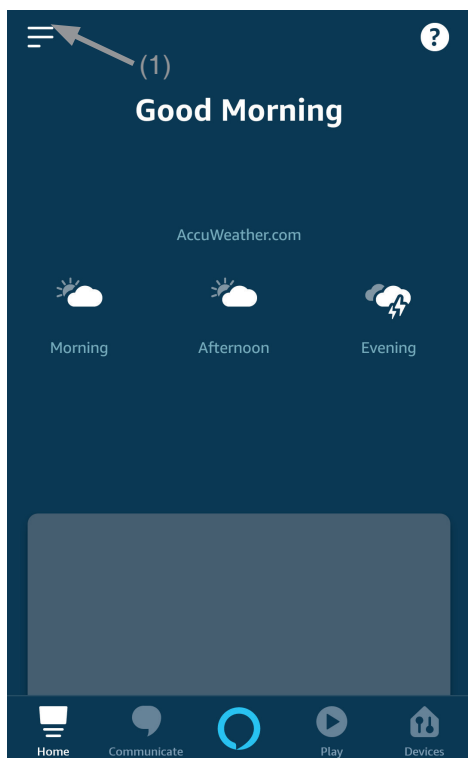 ?
(1)
Good Morning
AccuWeather.com
Morning Afternoon Evening
Home Communicate Play Devices